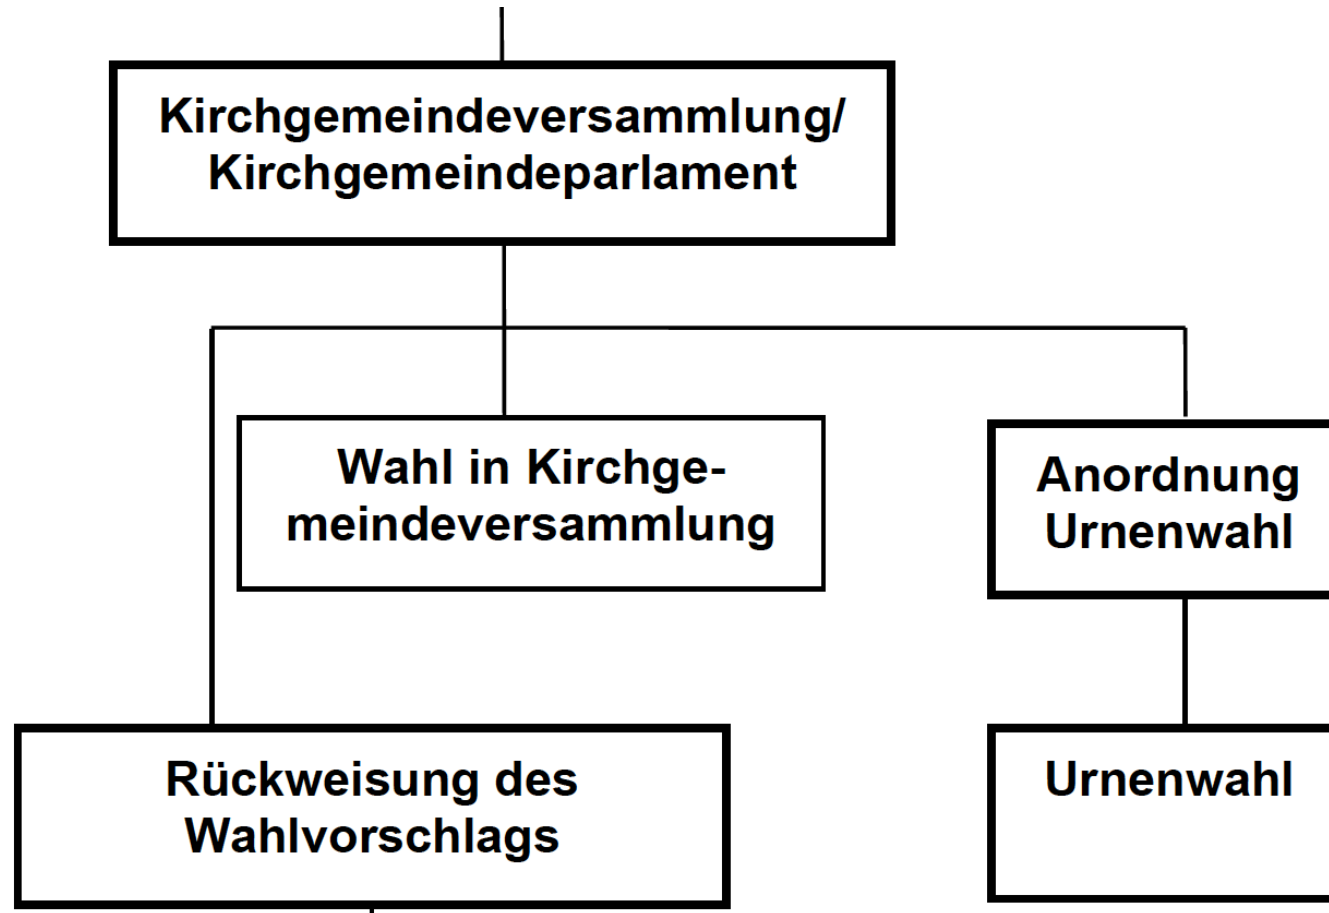 Kirchgemeindeversammlung/
Kirchgemeindeparlament
Wahl in Kirchge-
meindeversammlung
Anordnung
Urnenwahl
Rückweisung des
Wahlvorschlags
Urnenwahl